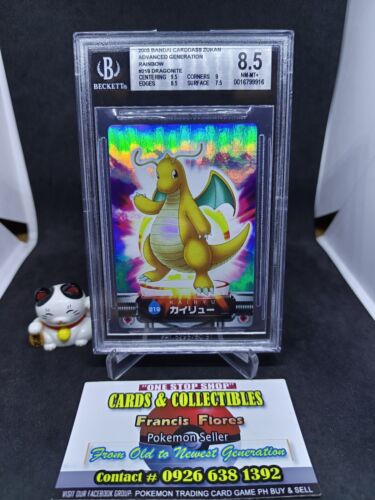 2005 BANDAI CARDDASS ZUKAN
ADVANCED GENERATION
RAINBOW
#219 DRAGONITE
CENTERING 9.5 CORNERS 9
EDGES 8.5 SURFACE 7.5
B
BECKETT
8.5
NM-MT+
0016799916
KAIRYU
219 カイリュー
"ONE STOP SHOP"
CARDS & COLLECTIBLES
Francis Flores
Pokemon Seller
From Old to Newest Generation
Contact # 0926 638 1392
VISIT OUR FACEBOOK GROUP: POKEMON TRADING CARD GAME PH BUY & SELL